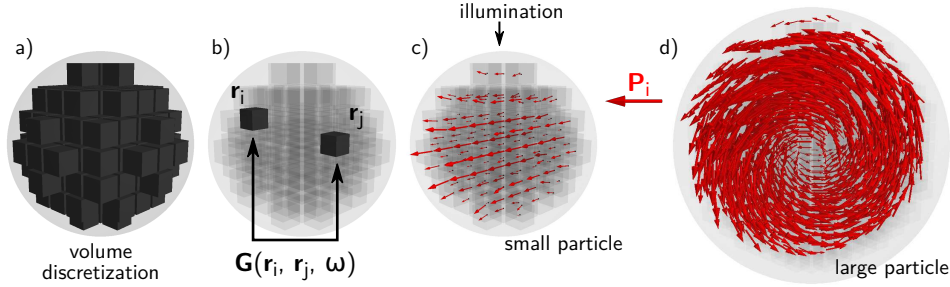 illumination
a)
b)
c)
d)
r_i
r_j
P_i
small particle
volume
discretization
G(r_i, r_j, ω)
large particle